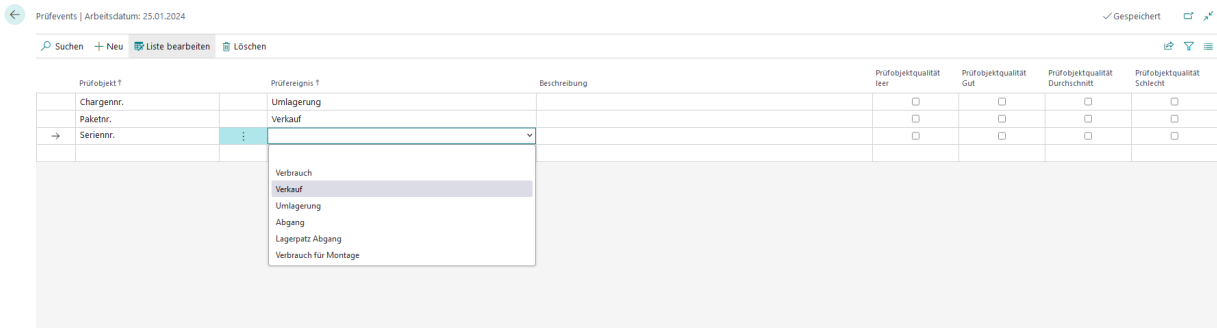 Prüfevents | Arbeitsdatum: 25.01.2024
Gespeichert
Suchen Neu Liste bearbeiten Löschen
Prüfobjekt ↑ Prüfereignis ↑ Beschreibung Prüfobjektqualität leer Prüfobjektqualität Gut Prüfobjektqualität Durchschnitt Prüfobjektqualität Schlecht
Chargennr. Umlagerung
Paketnr. Verkauf
Seriennr.
Verbrauch
Verkauf
Umlagerung
Abgang
Lagerpatz Abgang
Verbrauch für Montage